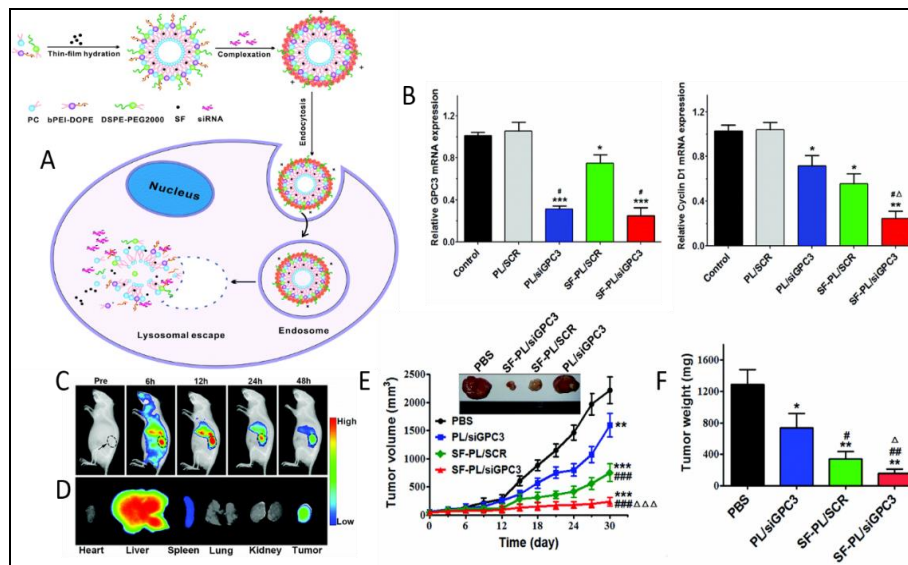 Thin-film hydration
Complexation
PC
bPEI-DOPE
DSPE-PEG2000
SF
siRNA
Endocytosis
A
Nucleus
Lysosomal escape
Endosome
B
Relative GPC3 mRNA expression
1.6
1.2
0.8
0.4
0.0
#
***
*
#
***
Control
PL/SCR
PL/siGPC3
SF-PL/SCR
SF-PL/siGPC3
Relative Cyclin D1 mRNA expression
1.6
1.2
0.8
0.4
0.0
*
*
#△
**
Control
PL/SCR
PL/siGPC3
SF-PL/SCR
SF-PL/siGPC3
C
Pre
6h
12h
24h
48h
High
Low
D
Heart
Liver
Spleen
Lung
Kidney
Tumor
E
PBS
SF-PL/siGPC3
SF-PL/SCR
PL/siGPC3
Tumor volume (mm3)
2500
2000
1500
1000
500
0
PBS
PL/siGPC3
SF-PL/SCR
SF-PL/siGPC3
**
***
###
***
###△△△
0 6 12 18 24 30
Time (day)
F
Tumor weight (mg)
1600
1200
800
400
0
*
#
**
△
##
**
PBS
PL/siGPC3
SF-PL/SCR
SF-PL/siGPC3